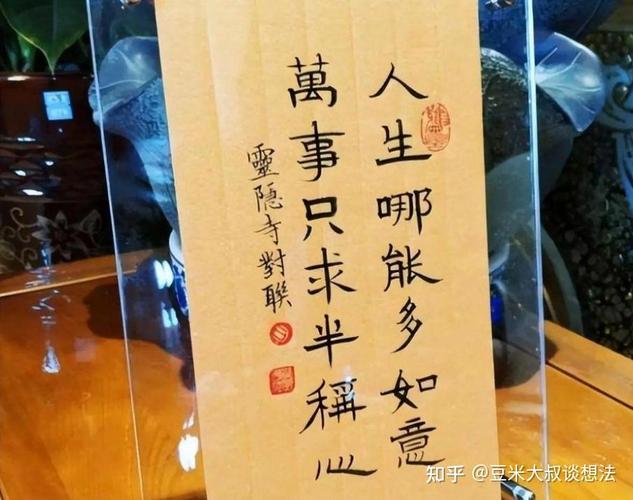 人生哪能多如意
萬事只求半稱心
靈隠寺對聯
知乎 @豆米大叔谈想法